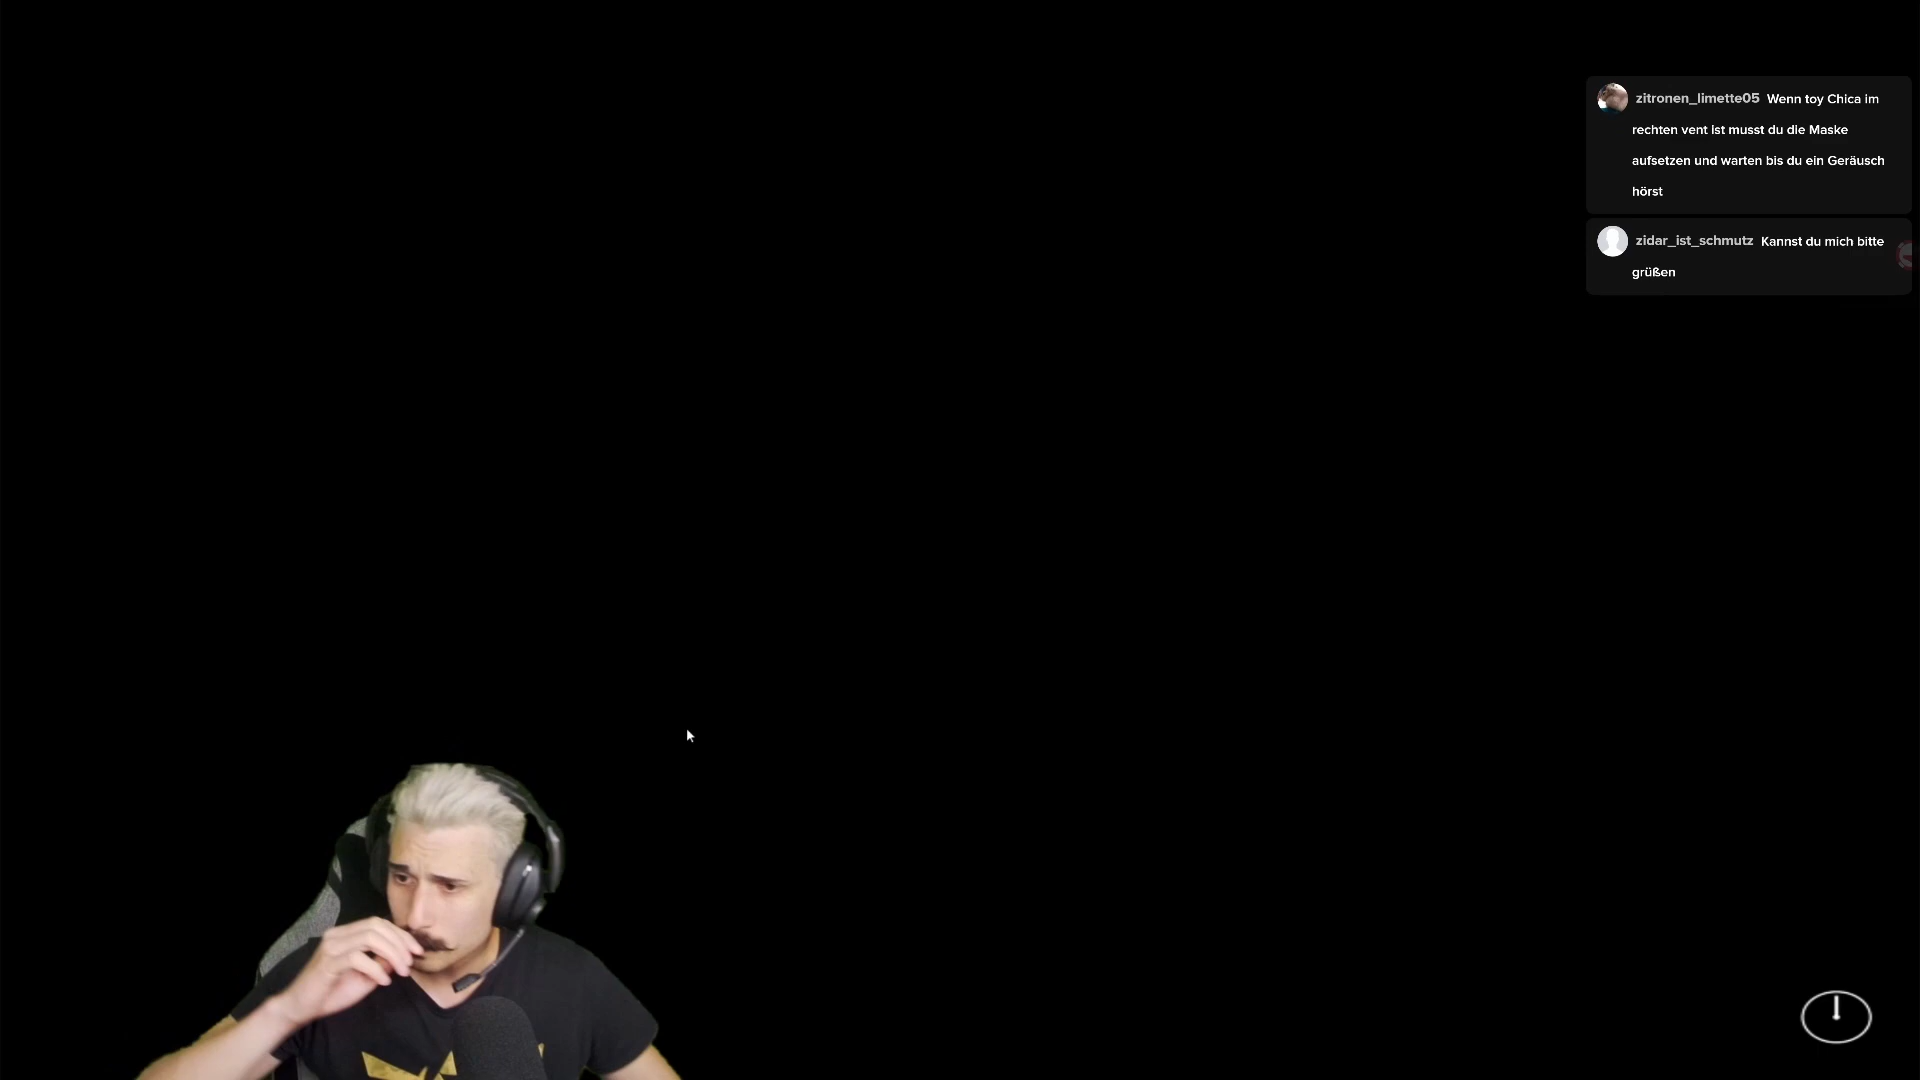 zitronen_limette05 Wenn toy Chica im
rechten vent ist musst du die Maske
aufsetzen und warten bis du ein Geräusch
hörst
zidar_ist_schmutz Kannst du mich bitte
grüßen